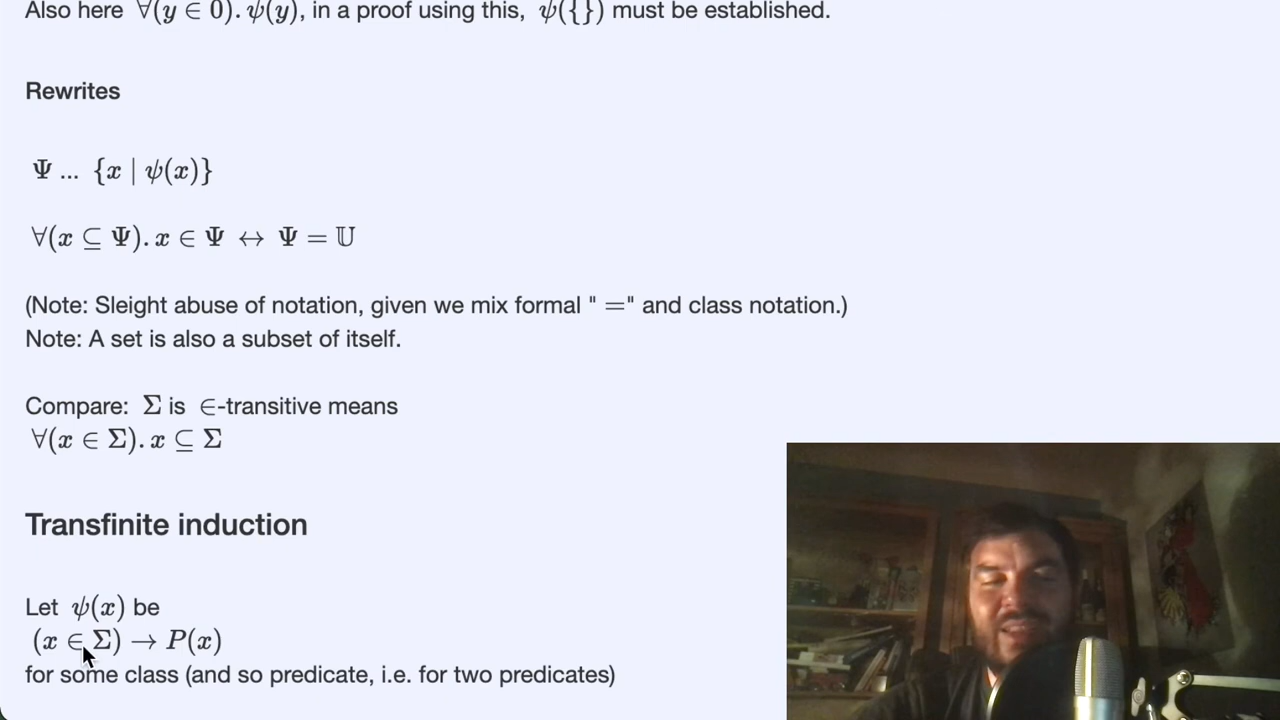 Also here ∀(y ∈ 0). ψ(y), in a proof using this, ψ({}) must be established.
Rewrites
Ψ ... {x | ψ(x)}
∀(x ⊆ Ψ). x ∈ Ψ ↔ Ψ = 𝕌
(Note: Sleight abuse of notation, given we mix formal " =" and class notation.)
Note: A set is also a subset of itself.
Compare: Σ is ∈-transitive means
∀(x ∈ Σ). x ⊆ Σ
Transfinite induction
Let ψ(x) be
(x ∈ Σ) → P(x)
for some class (and so predicate, i.e. for two predicates)